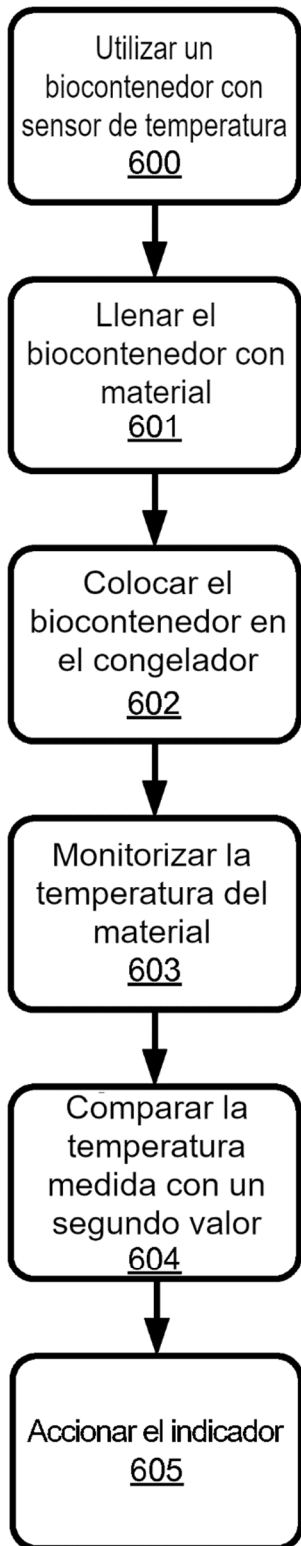 Utilizar un
biocontenedor con
sensor de temperatura
600
Llenar el
biocontenedor con
material
601
Colocar el
biocontenedor en
el congelador
602
Monitorizar la
temperatura del
material
603
Comparar la
temperatura
medida con un
segundo valor
604
Accionar el indicador
605